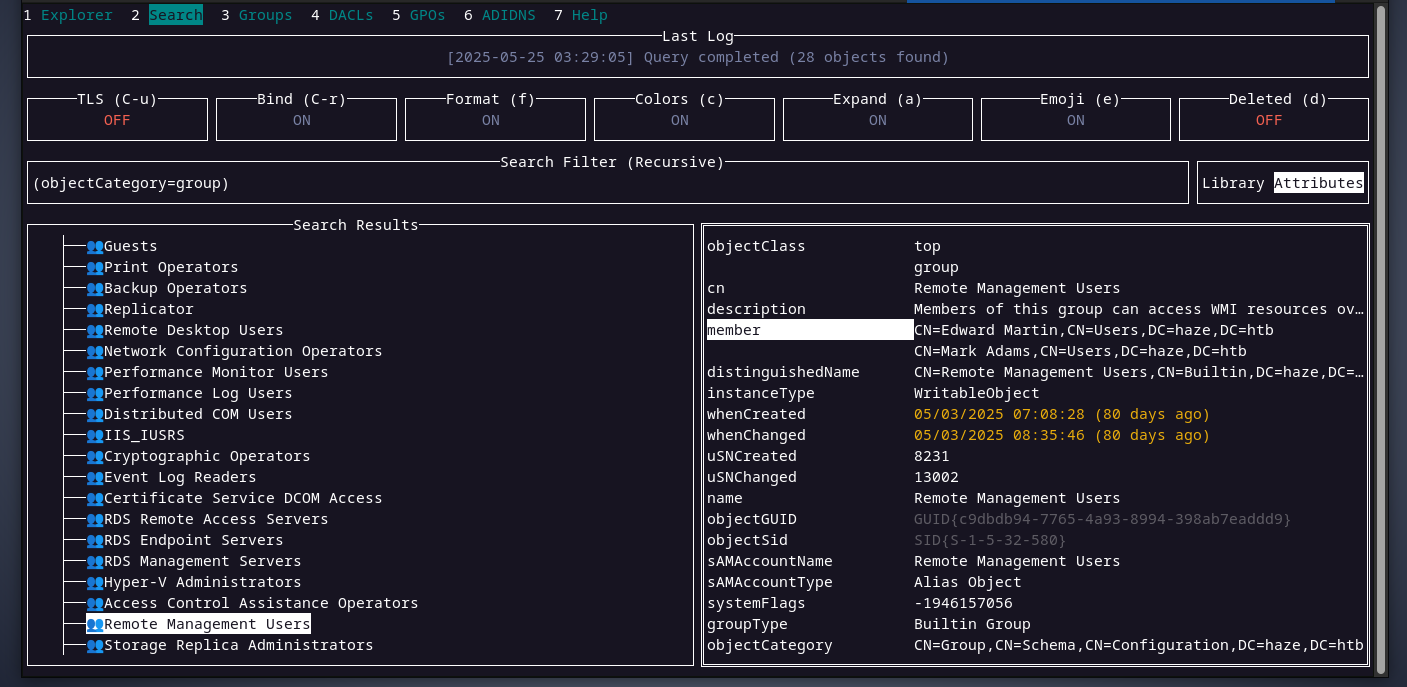 1 Explorer 2 Search 3 Groups 4 DACLs 5 GPOs 6 ADIDNS 7 Help
Last Log
[2025-05-25 03:29:05] Query completed (28 objects found)
TLS (C-u) Bind (C-r) Format (f) Colors (c) Expand (a) Emoji (e) Deleted (d)
OFF ON ON ON ON ON OFF
Search Filter (Recursive)
(objectCategory=group)
Library Attributes
Search Results
Guests
Print Operators
Backup Operators
Replicator
Remote Desktop Users
Network Configuration Operators
Performance Monitor Users
Performance Log Users
Distributed COM Users
IIS_IUSRS
Cryptographic Operators
Event Log Readers
Certificate Service DCOM Access
RDS Remote Access Servers
RDS Endpoint Servers
RDS Management Servers
Hyper-V Administrators
Access Control Assistance Operators
Remote Management Users
Storage Replica Administrators
objectClass top
group
cn Remote Management Users
description Members of this group can access WMI resources ov…
member CN=Edward Martin,CN=Users,DC=haze,DC=htb
CN=Mark Adams,CN=Users,DC=haze,DC=htb
distinguishedName CN=Remote Management Users,CN=Builtin,DC=haze,DC=…
instanceType WritableObject
whenCreated 05/03/2025 07:08:28 (80 days ago)
whenChanged 05/03/2025 08:35:46 (80 days ago)
uSNCreated 8231
uSNChanged 13002
name Remote Management Users
objectGUID GUID{c9dbdb94-7765-4a93-8994-398ab7eaddd9}
objectSid SID{S-1-5-32-580}
sAMAccountName Remote Management Users
sAMAccountType Alias Object
systemFlags -1946157056
groupType Builtin Group
objectCategory CN=Group,CN=Schema,CN=Configuration,DC=haze,DC=htb